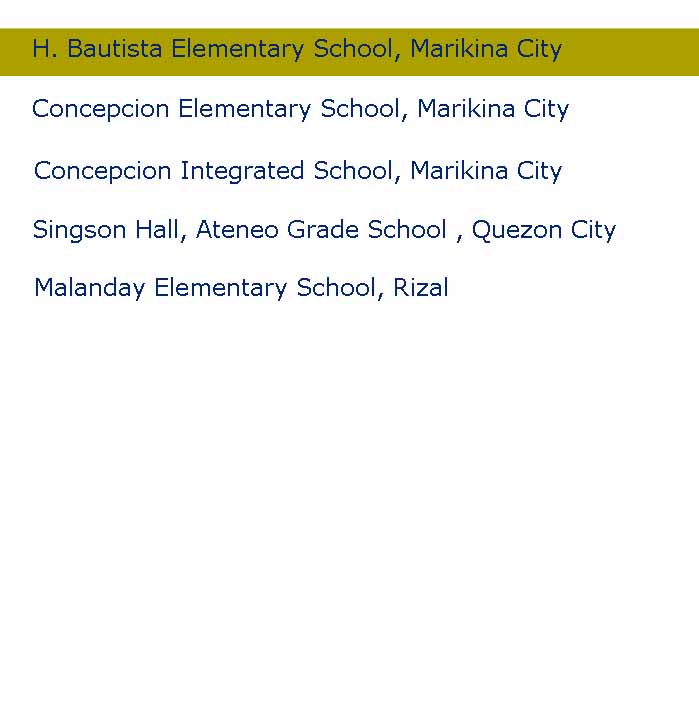 H. Bautista Elementary School, Marikina City
Concepcion Elementary School, Marikina City
Concepcion Integrated School, Marikina City
Singson Hall, Ateneo Grade School , Quezon City
Malanday Elementary School, Rizal